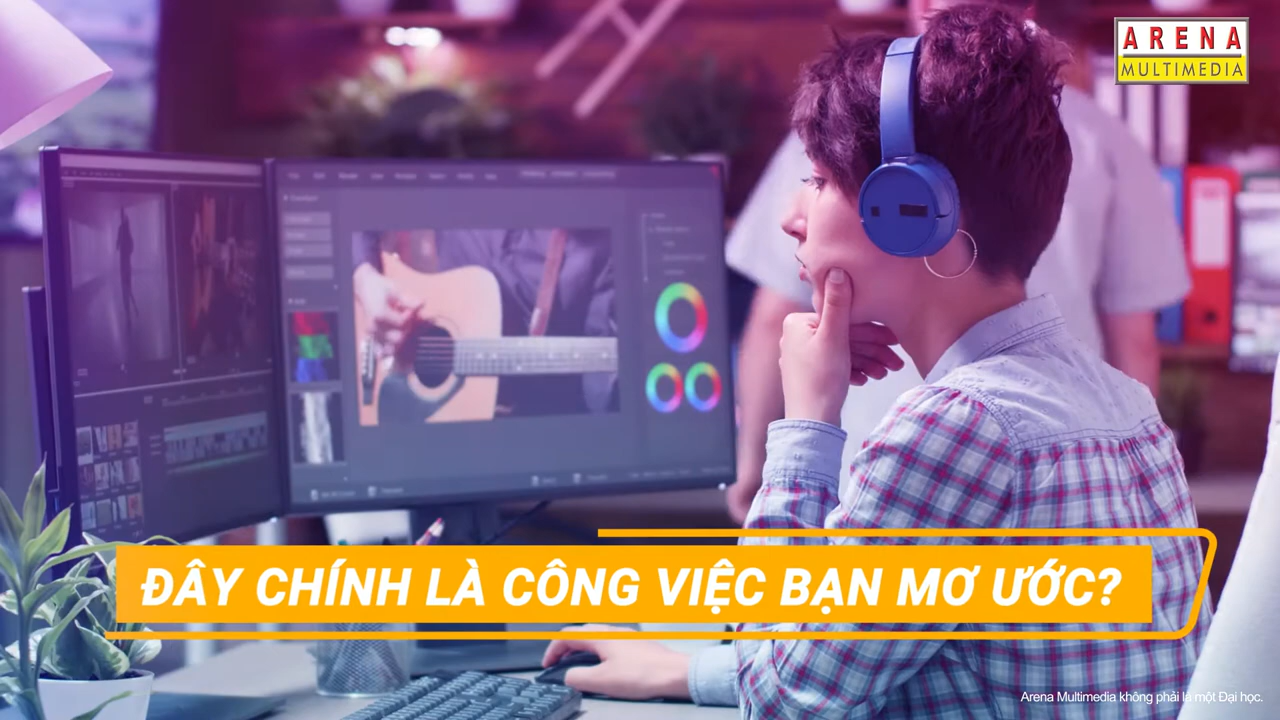 ARENA
MULTIMEDIA
ĐÂY CHÍNH LÀ CÔNG VIỆC BẠN MƠ ƯỚC?
Arena Multimedia không phải là một Đại học.